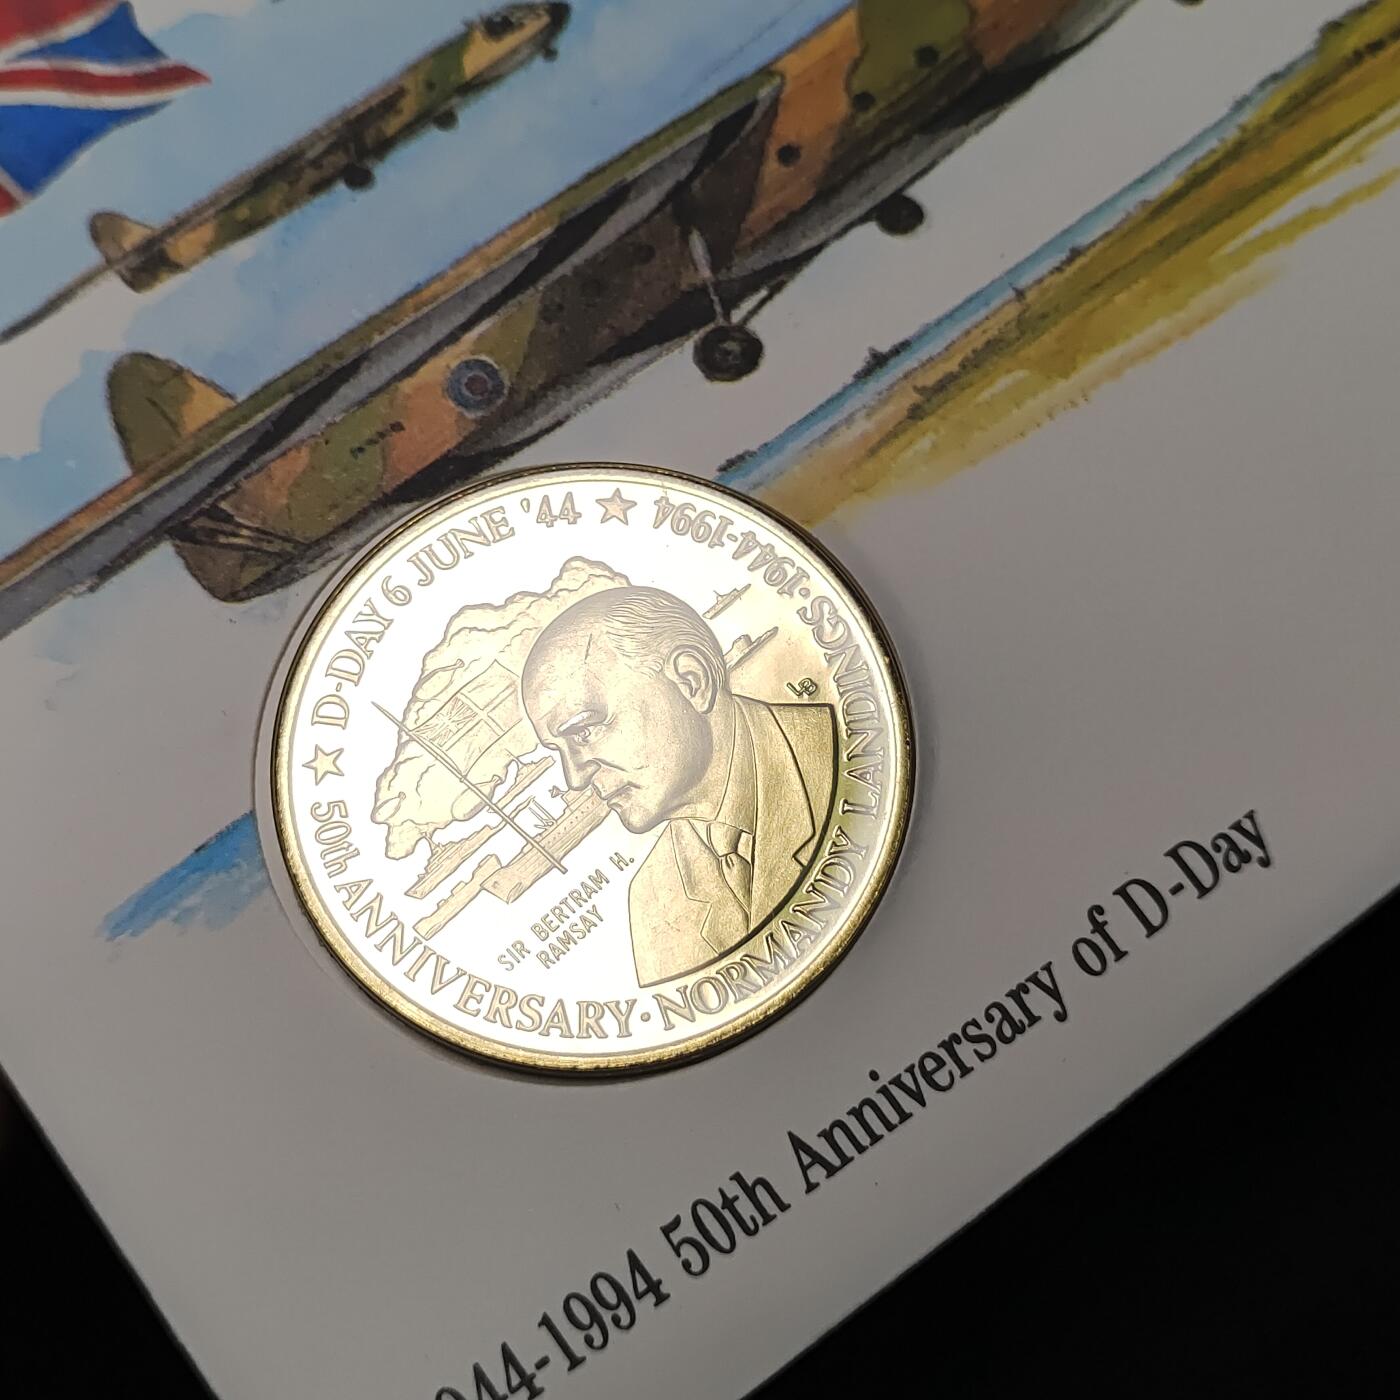 ★ D-DAY 6 JUNE '44 ★
50th ANNIVERSARY · NORMANDY LANDINGS · 1944-1994
SIR BERTRAM H.
RAMSAY
LB
944-1994 50th Anniversary of D-Day